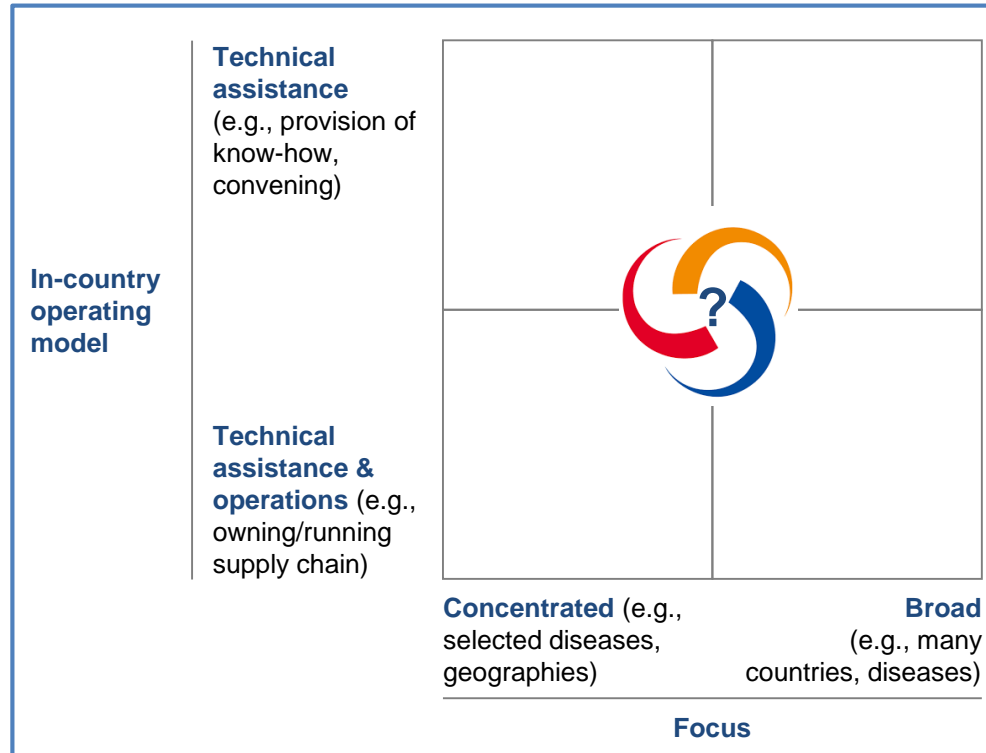 Technical
assistance
(e.g., provision of
know-how,
convening)
In-country
operating
model
?
Technical
assistance &
operations (e.g.,
owning/running
supply chain)
Concentrated (e.g.,
selected diseases,
geographies)
Broad
(e.g., many
countries, diseases)
Focus